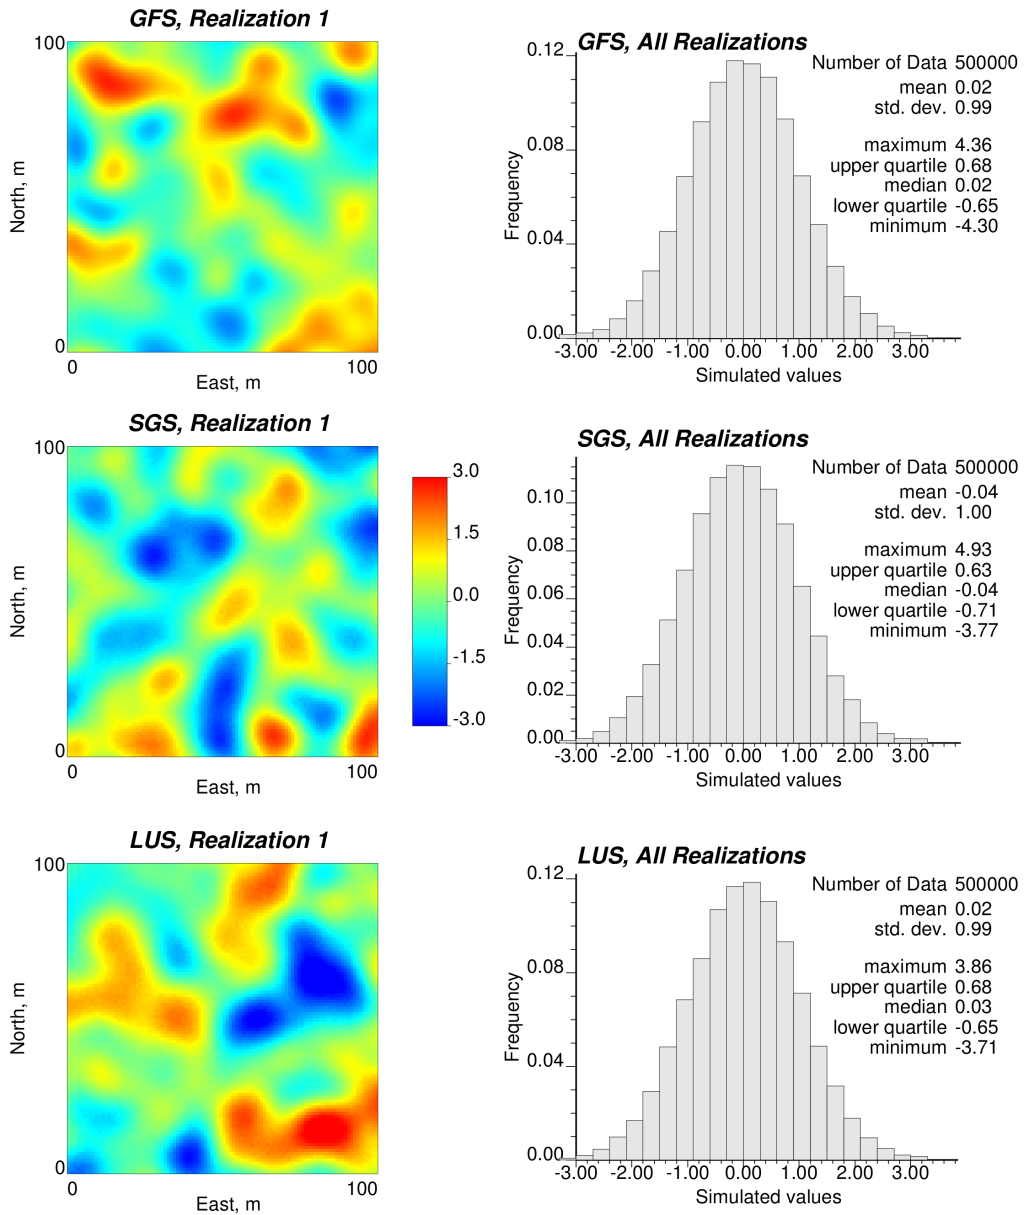 GFS, Realization 1
100
North, m
0
0
100
East, m
GFS, All Realizations
0.12
0.08
0.04
0.00
Frequency
-3.00 -2.00 -1.00 0.00 1.00 2.00 3.00
Simulated values
Number of Data 500000
mean 0.02
std. dev. 0.99
maximum 4.36
upper quartile 0.68
median 0.02
lower quartile -0.65
minimum -4.30
SGS, Realization 1
100
North, m
0
0
100
East, m
3.0
1.5
0.0
-1.5
-3.0
SGS, All Realizations
0.10
0.08
0.06
0.04
0.02
0.00
Frequency
-3.00 -2.00 -1.00 0.00 1.00 2.00 3.00
Simulated values
Number of Data 500000
mean -0.04
std. dev. 1.00
maximum 4.93
upper quartile 0.63
median -0.04
lower quartile -0.71
minimum -3.77
LUS, Realization 1
100
North, m
0
0
100
East, m
LUS, All Realizations
0.12
0.08
0.04
0.00
Frequency
-3.00 -2.00 -1.00 0.00 1.00 2.00 3.00
Simulated values
Number of Data 500000
mean 0.02
std. dev. 0.99
maximum 3.86
upper quartile 0.68
median 0.03
lower quartile -0.65
minimum -3.71